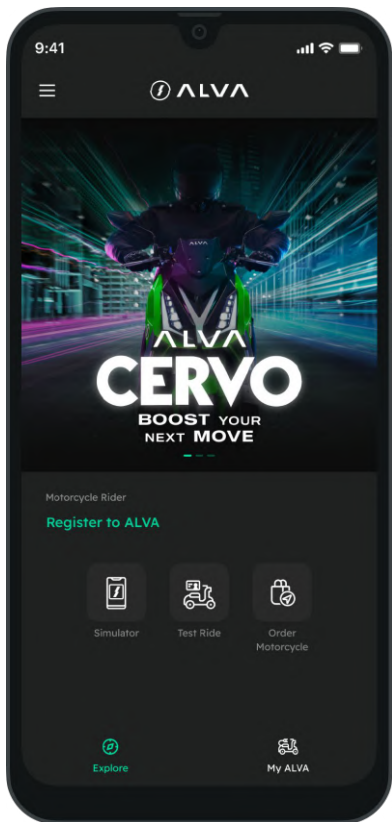 9:41
ALVA
ALVA
ALVA
CERVO
BOOST YOUR
NEXT MOVE
Motorcycle Rider
Register to ALVA
Simulator
Test Ride
Order
Motorcycle
Explore
My ALVA